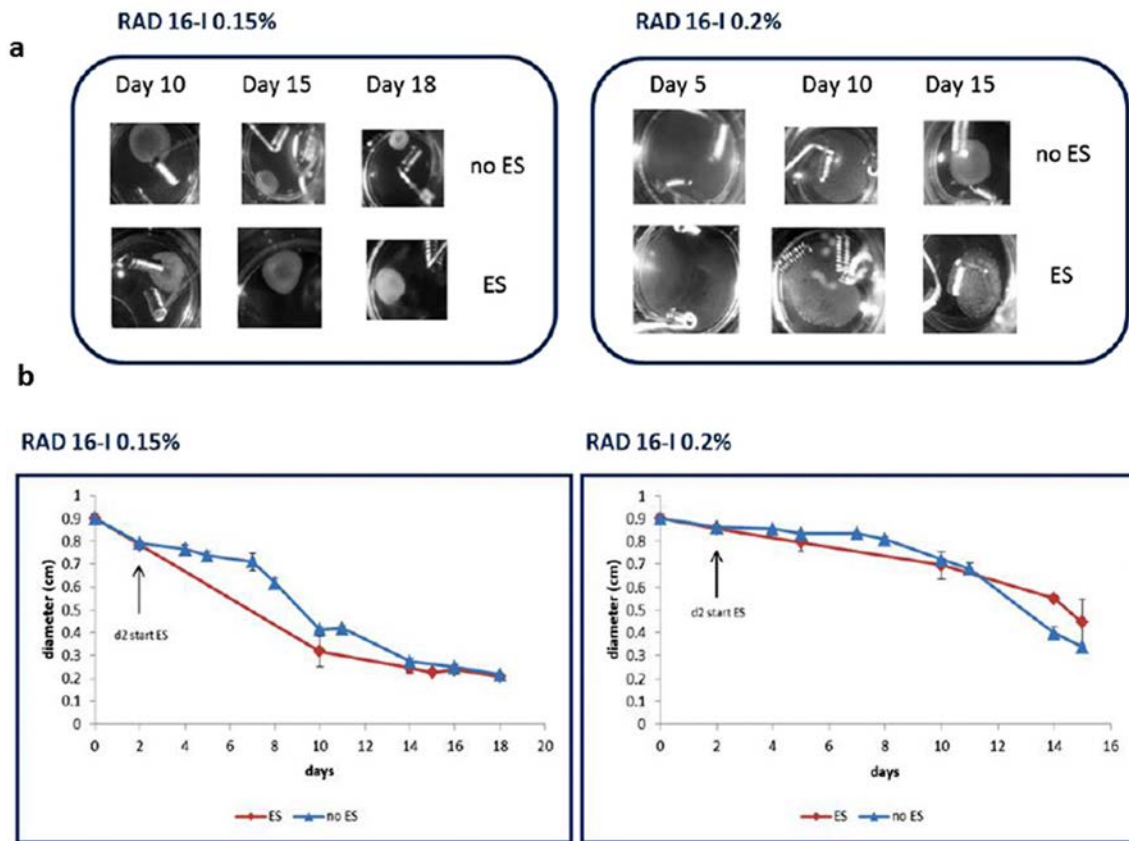 RAD 16-I 0.15%
RAD 16-I 0.2%
a
Day 10 Day 15 Day 18
no ES
ES
Day 5 Day 10 Day 15
no ES
ES
b
RAD 16-I 0.15%
diameter (cm)
1
0.9
0.8
0.7
0.6
0.5
0.4
0.3
0.2
0.1
0
d2 start ES
0 2 4 6 8 10 12 14 16 18 20
days
ES no ES
RAD 16-I 0.2%
diameter (cm)
1
0.9
0.8
0.7
0.6
0.5
0.4
0.3
0.2
0.1
0
d2 start ES
0 2 4 6 8 10 12 14 16
days
ES no ES